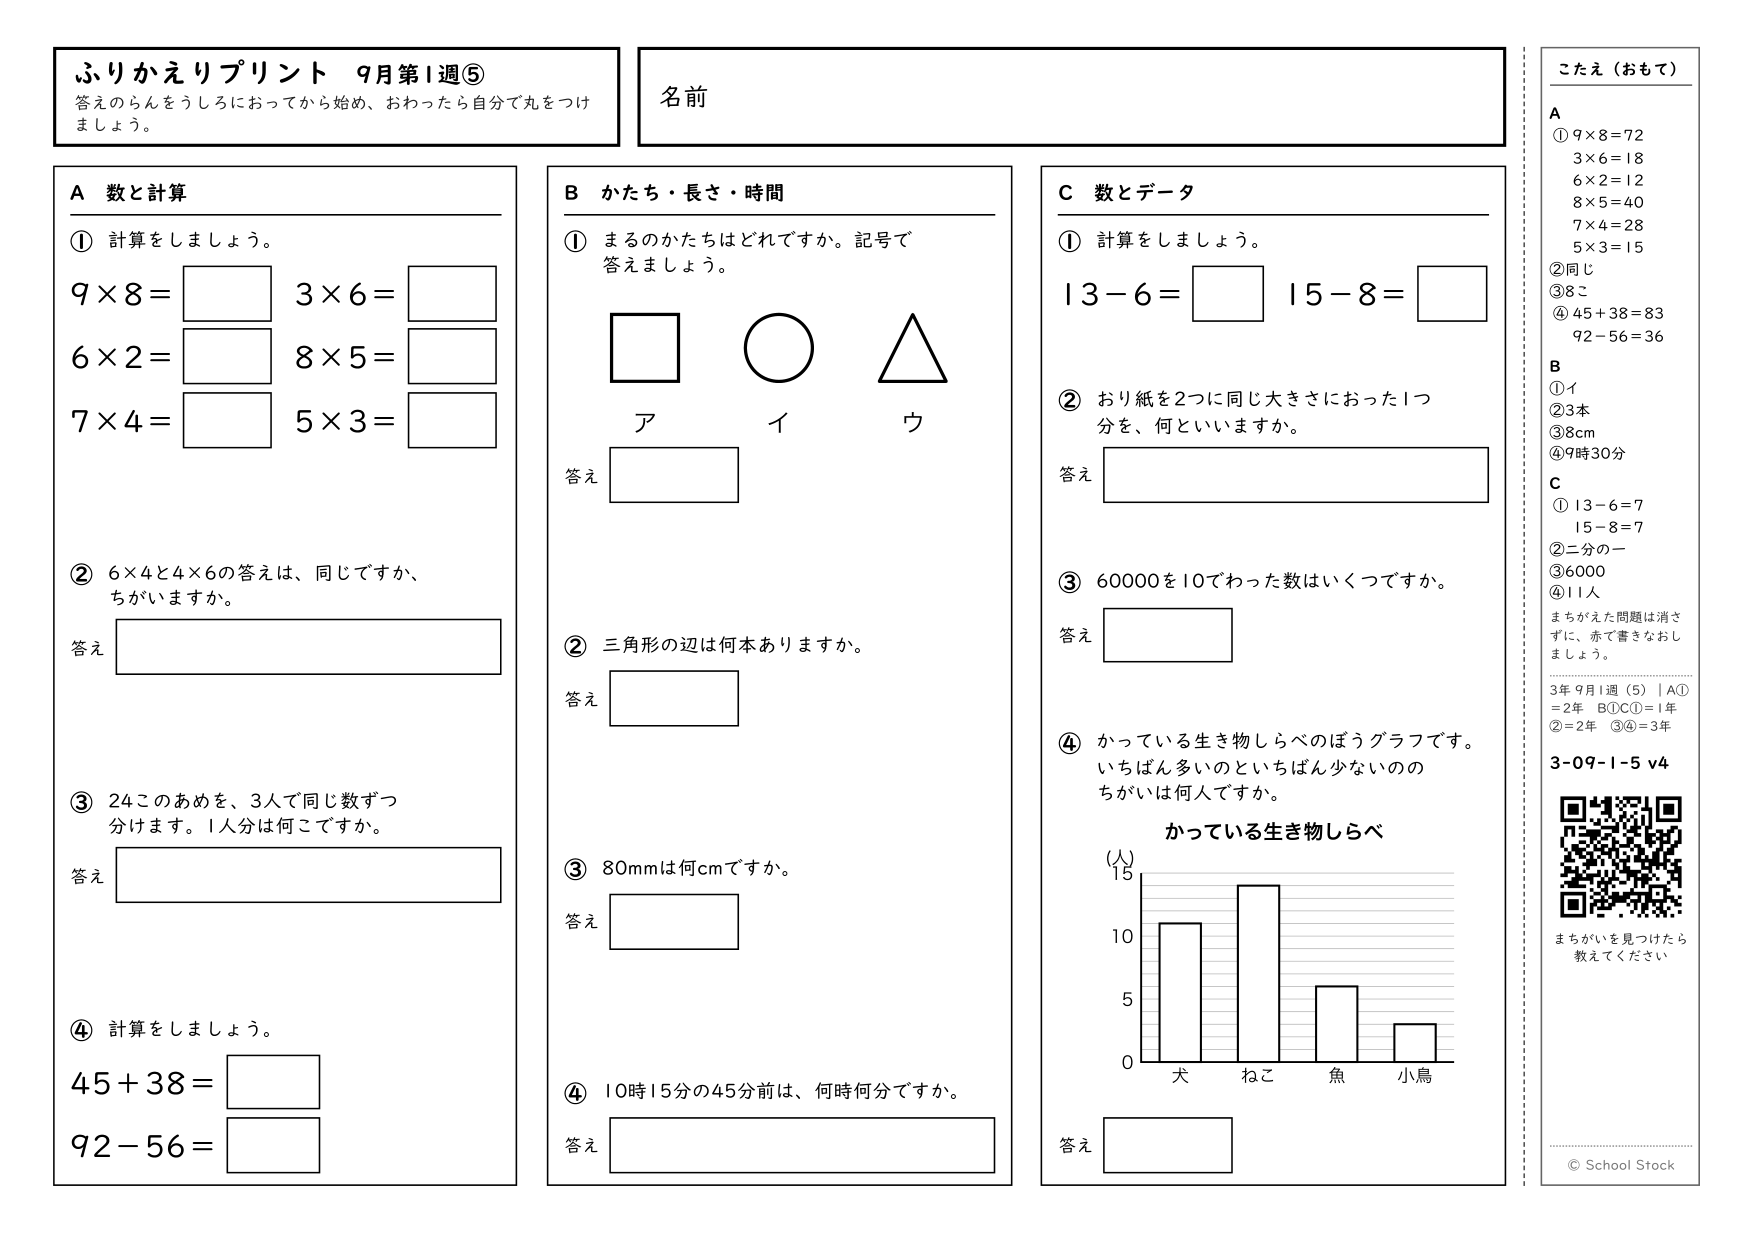 ふりかえりプリント　9月第1週⑤
答えのらんをうしろにおってから始め、おわったら自分で丸をつけ
ましょう。
名前
A　数と計算
① 計算をしましょう。
9×8＝
3×6＝
6×2＝
8×5＝
7×4＝
5×3＝
② 6×4と4×6の答えは、同じですか、
ちがいますか。
答え
③ 24このあめを、3人で同じ数ずつ
分けます。1人分は何こですか。
答え
④ 計算をしましょう。
45＋38＝
92－56＝
B　かたち・長さ・時間
① まるのかたちはどれですか。記号で
答えましょう。
ア　イ　ウ
答え
② 三角形の辺は何本ありますか。
答え
③ 80mmは何cmですか。
答え
④ 10時15分の45分前は、何時何分ですか。
答え
C　数とデータ
① 計算をしましょう。
13－6＝
15－8＝
② おり紙を2つに同じ大きさにおった1つ
分を、何といいますか。
答え
③ 60000を10でわった数はいくつですか。
答え
④ かっている生き物しらべのぼうグラフです。
いちばん多いのといちばん少ないのの
ちがいは何人ですか。
かっている生き物しらべ
(人)
15
10
5
0
犬　ねこ　魚　小鳥
答え
こたえ（おもて）
A
① 9×8＝72
3×6＝18
6×2＝12
8×5＝40
7×4＝28
5×3＝15
②同じ
③8こ
④ 45＋38＝83
92－56＝36
B
①イ
②3本
③8cm
④9時30分
C
① 13－6＝7
15－8＝7
②二分の一
③6000
④11人
まちがえた問題は消さ
ずに、赤で書きなおし
ましょう。
3年 9月1週（5）｜A①
＝2年　B①C①＝1年
②＝2年　③④＝3年
3-09-1-5 v4
まちがいを見つけたら
教えてください
© School Stock